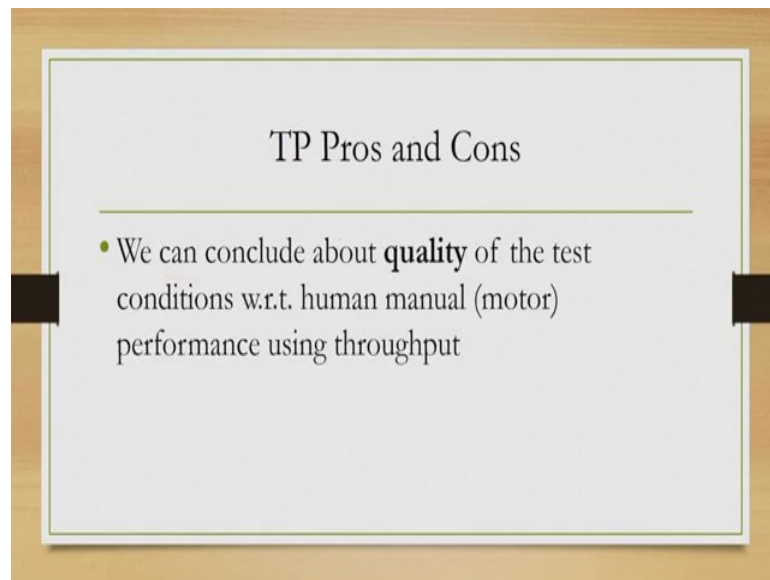 TP Pros and Cons
• We can conclude about quality of the test
conditions w.r.t. human manual (motor)
performance using throughput